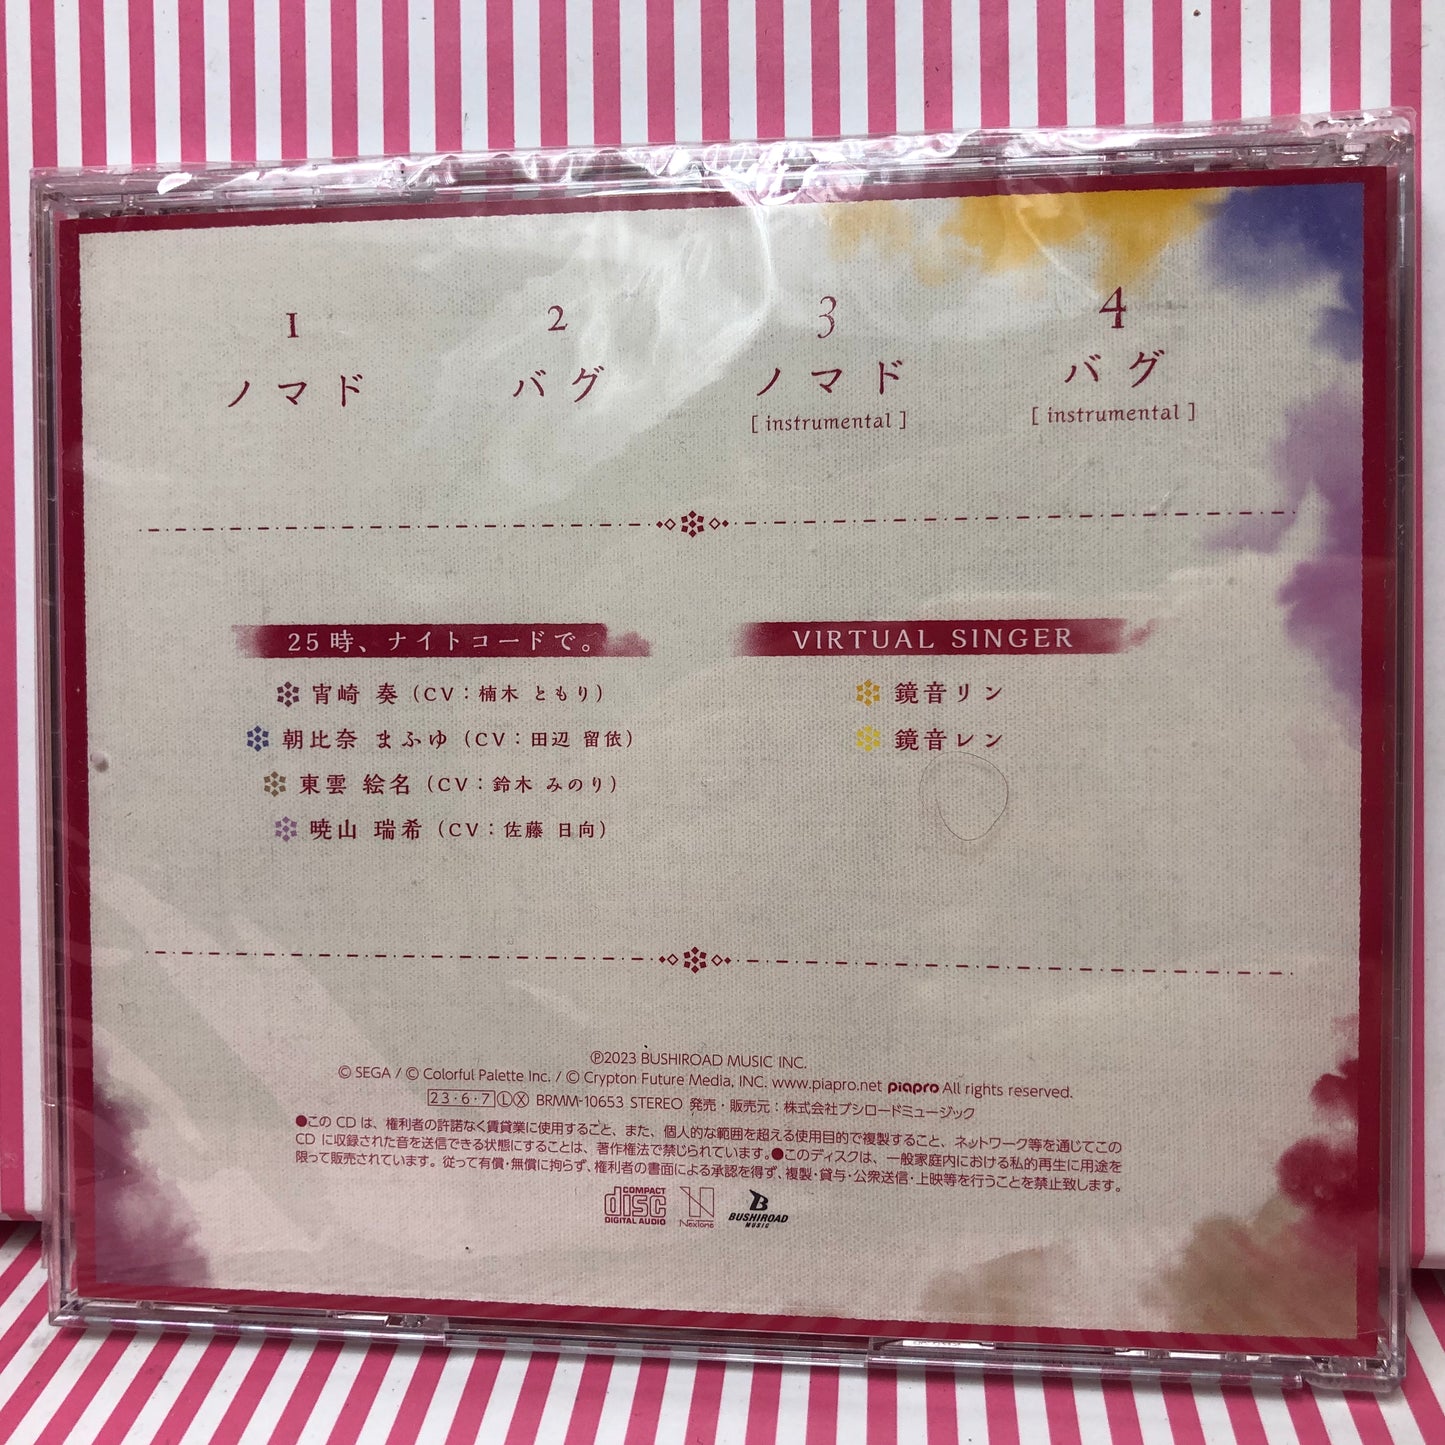 1 2 3 4
ノマド バグ ノマド バグ
[ instrumental ] [ instrumental ]
25時、ナイトコードで。
宵崎 奏（CV：楠木 ともり）
朝比奈 まふゆ（CV：田辺 留依）
東雲 絵名（CV：鈴木 みのり）
暁山 瑞希（CV：佐藤 日向）
VIRTUAL SINGER
鏡音リン
鏡音レン
Ⓟ2023 BUSHIROAD MUSIC INC.
© SEGA / © Colorful Palette Inc. / © Crypton Future Media, INC. www.piapro.net piapro All rights reserved.
23・6・7 Ⓛ Ⓧ BRMM-10653 STEREO 発売・販売元：株式会社ブシロードミュージック
●このCDは、権利者の許諾なく賃貸業に使用すること、また、個人的な範囲を超える使用目的で複製すること、ネットワーク等を通じてこの
CDに収録された音を送信できる状態にすることは、著作権法で禁じられています。●このディスクは、一般家庭内における私的再生に用途を
限って販売されています。従って有償・無償に拘らず、権利者の書面による承認を得ず、複製・貸与・公衆送信・上映等を行うことを禁止致します。
COMPACT disc DIGITAL AUDIO
NexTone
B BUSHIROAD MUSIC